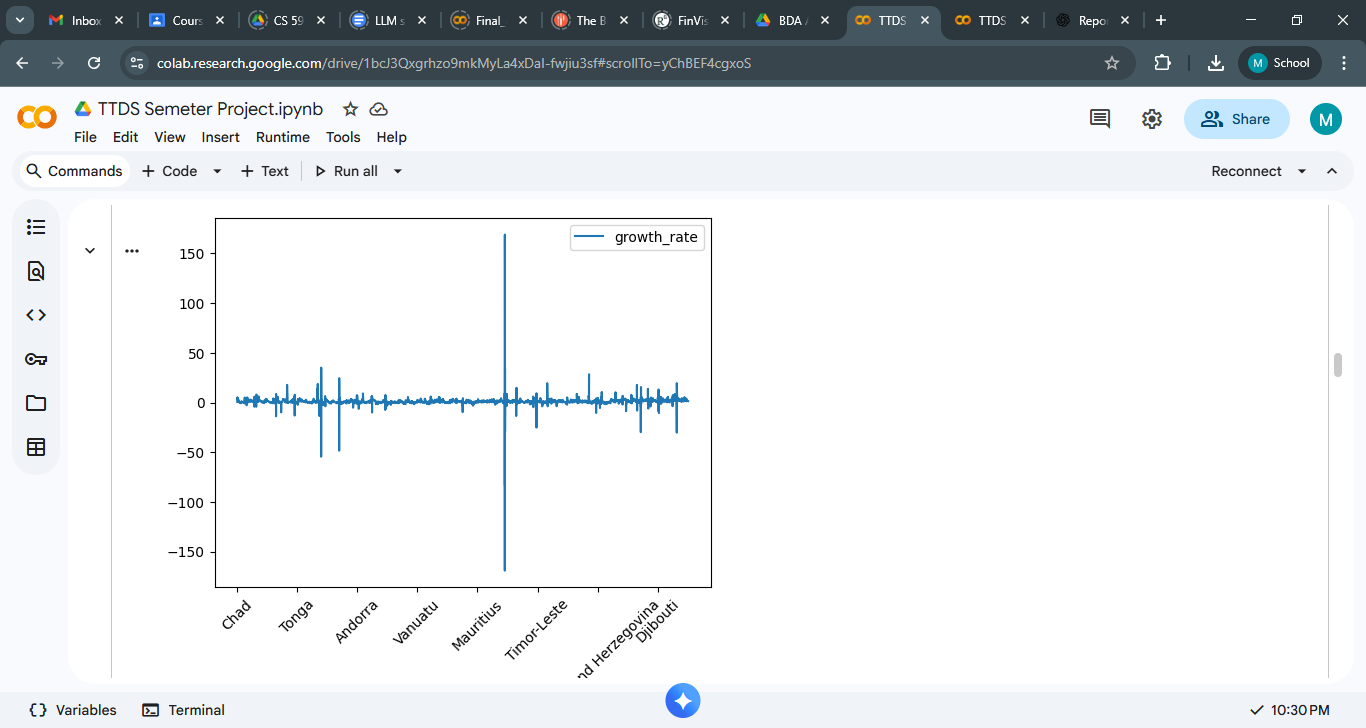 Inbox
Cours
CS 59
LLM s
Final_
The B
FinVis
BDA /
TTDS
TTDS
Repo
colab.research.google.com/drive/1bcJ3Qxgrhzo9mkMyLa4xDaI-fwjiu3sf#scrollTo=yChBEF4cgxoS
M School
TTDS Semeter Project.ipynb
File Edit View Insert Runtime Tools Help
Share
M
Commands + Code + Text Run all
Reconnect
growth_rate
150
100
50
0
−50
−100
−150
Chad
Tonga
Andorra
Vanuatu
Mauritius
Timor-Leste
nd Herzegovina
Djibouti
Variables Terminal
10:30 PM